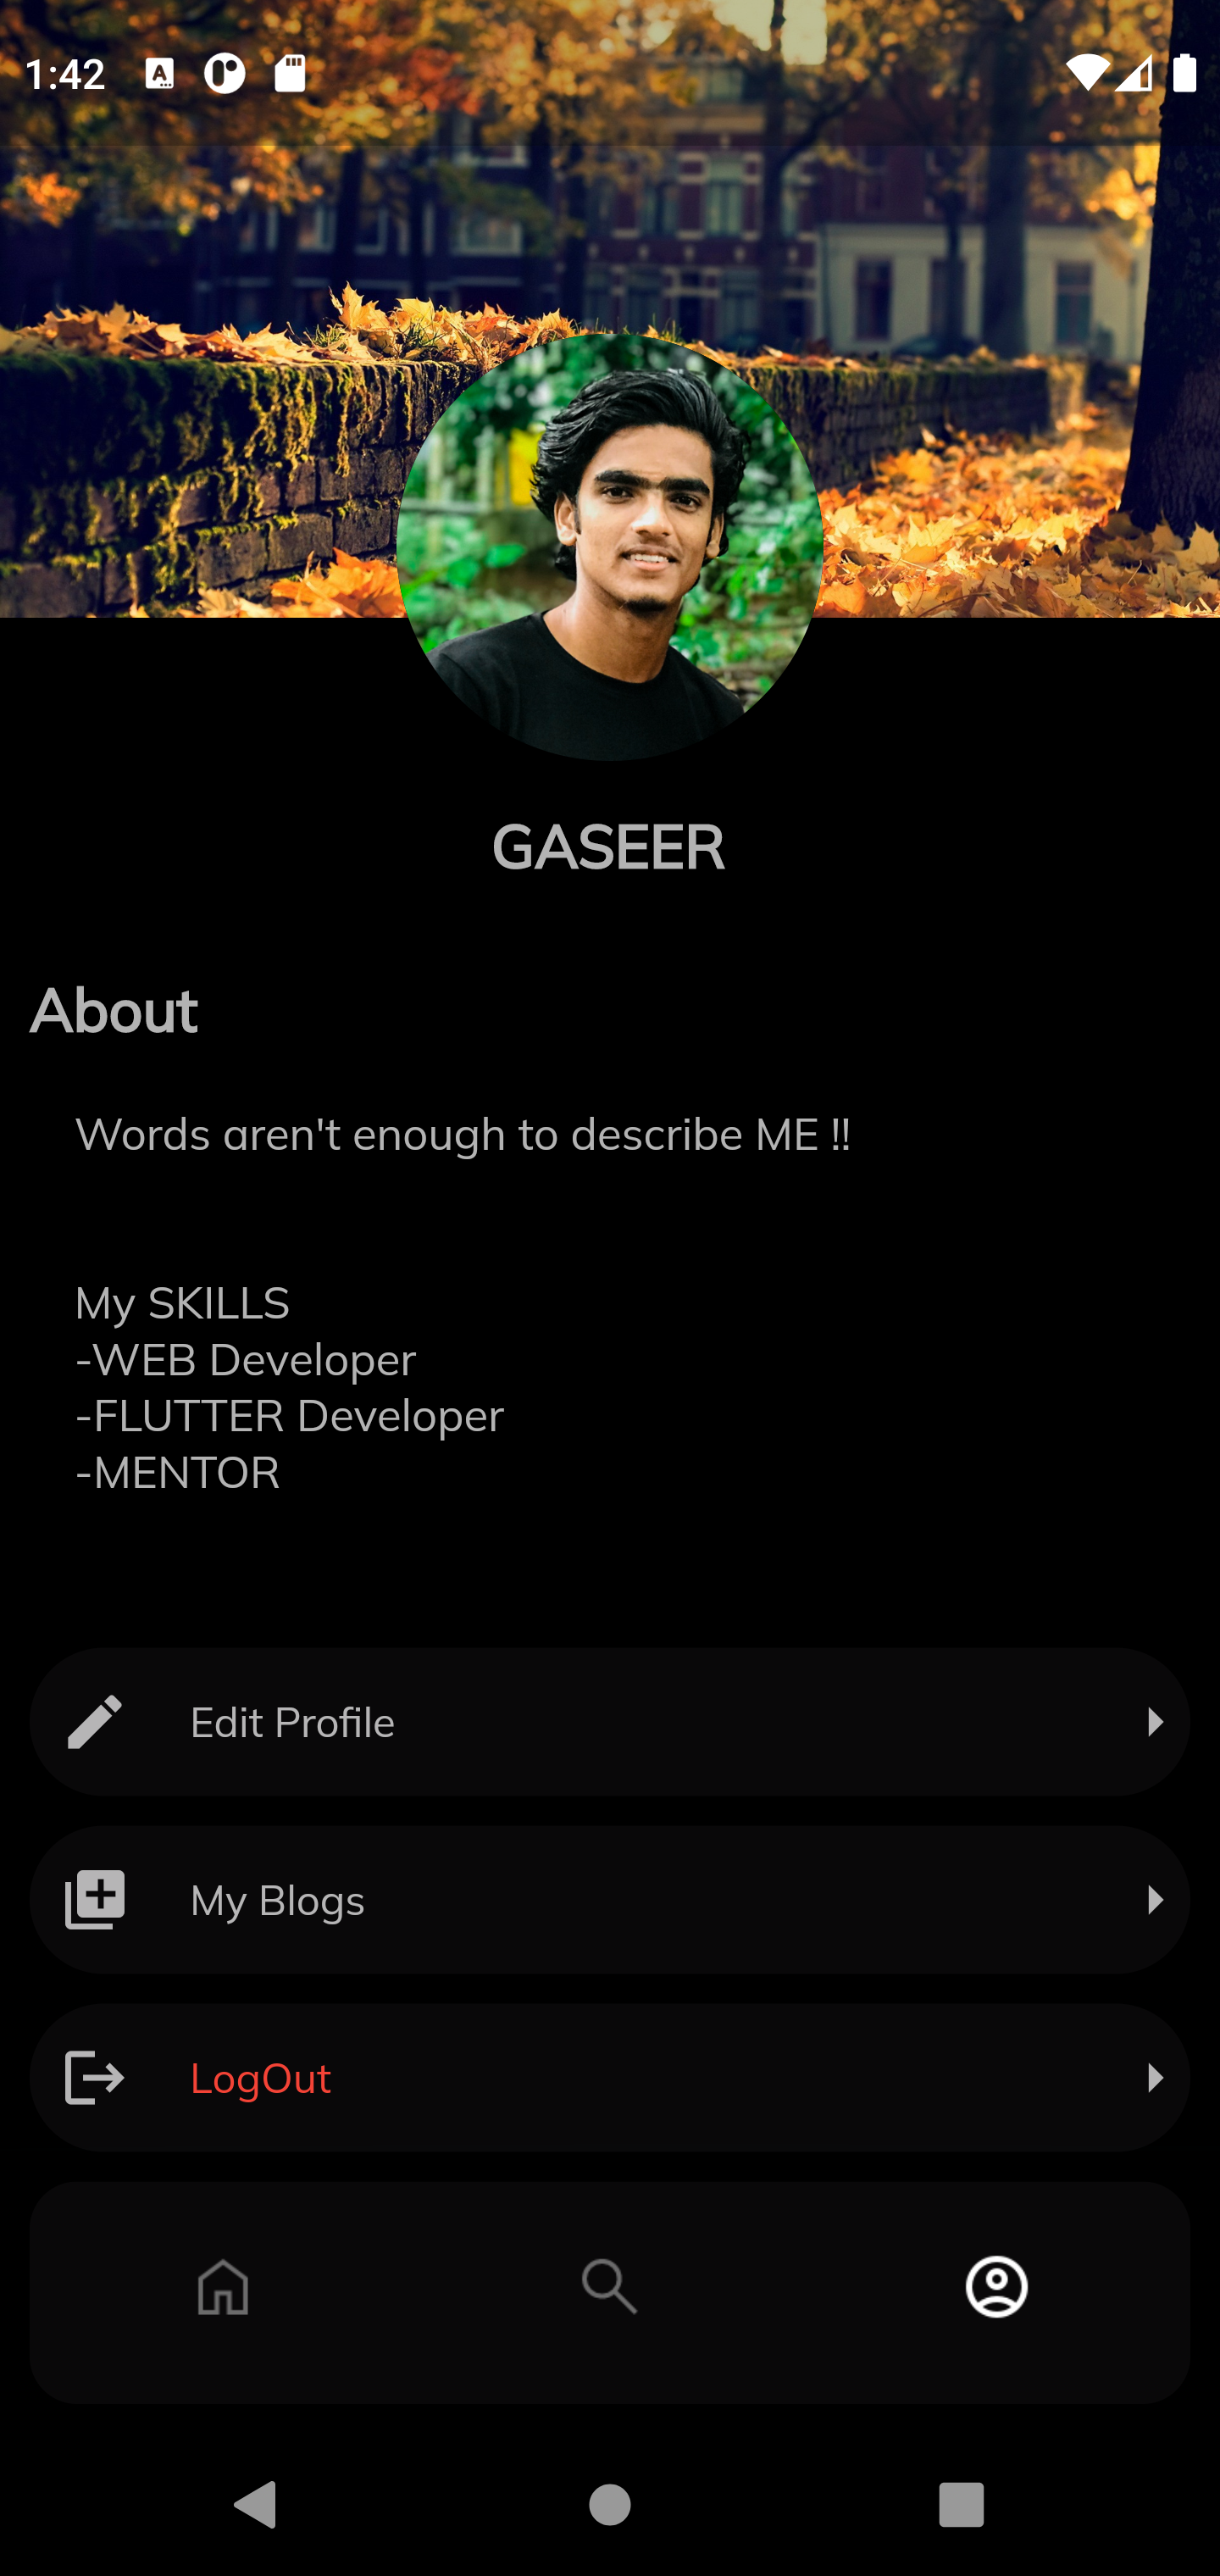 1:42
A
GASEER
About
Words aren't enough to describe ME !!
My SKILLS
-WEB Developer
-FLUTTER Developer
-MENTOR
Edit Profile
My Blogs
LogOut